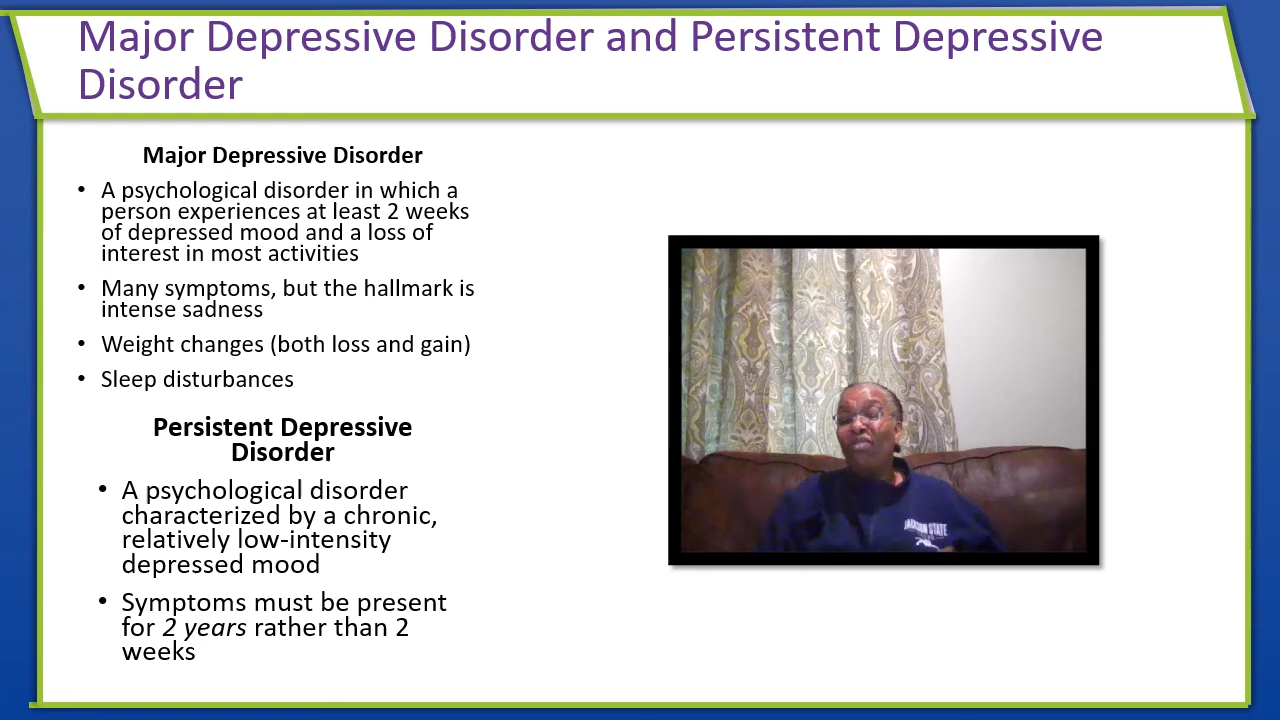 Major Depressive Disorder and Persistent Depressive
Disorder
Major Depressive Disorder
• A psychological disorder in which a
person experiences at least 2 weeks
of depressed mood and a loss of
interest in most activities
• Many symptoms, but the hallmark is
intense sadness
• Weight changes (both loss and gain)
• Sleep disturbances
Persistent Depressive
Disorder
• A psychological disorder
characterized by a chronic,
relatively low-intensity
depressed mood
• Symptoms must be present
for 2 years rather than 2
weeks
JACKSON STATE